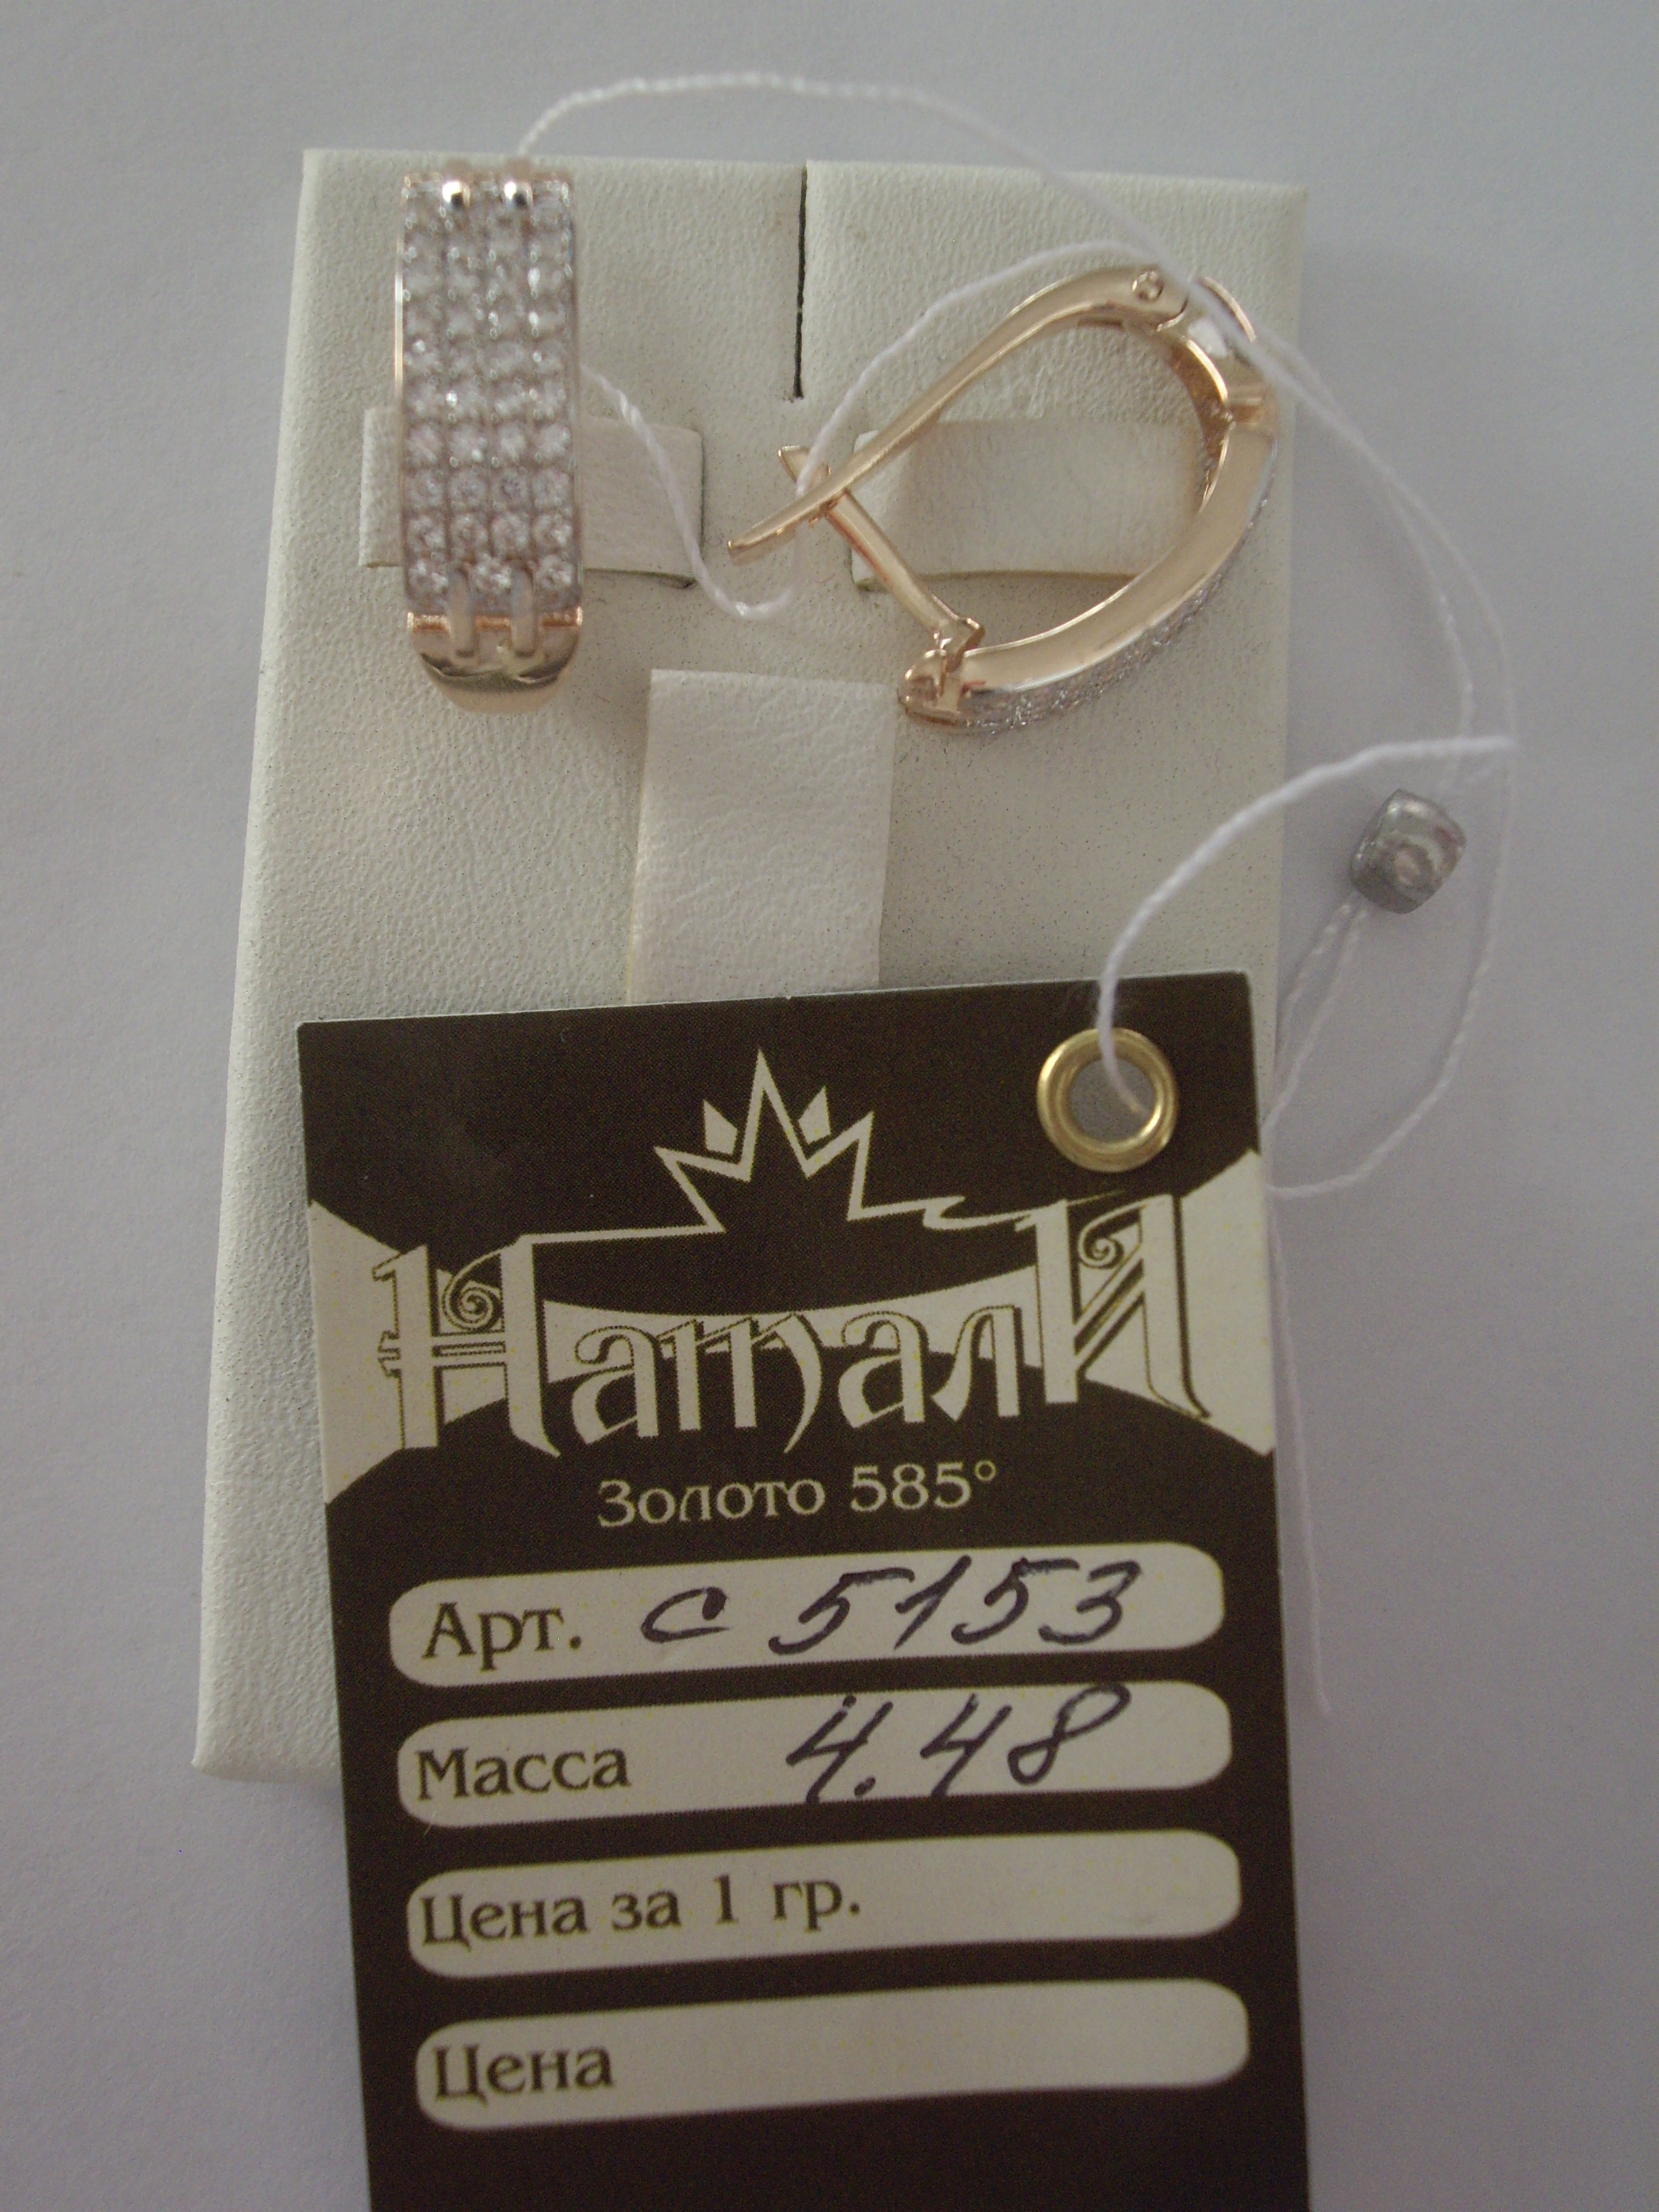 Натали
Золото 585°
Арт. с 5153
Масса 4.48
Цена за 1 гр.
Цена